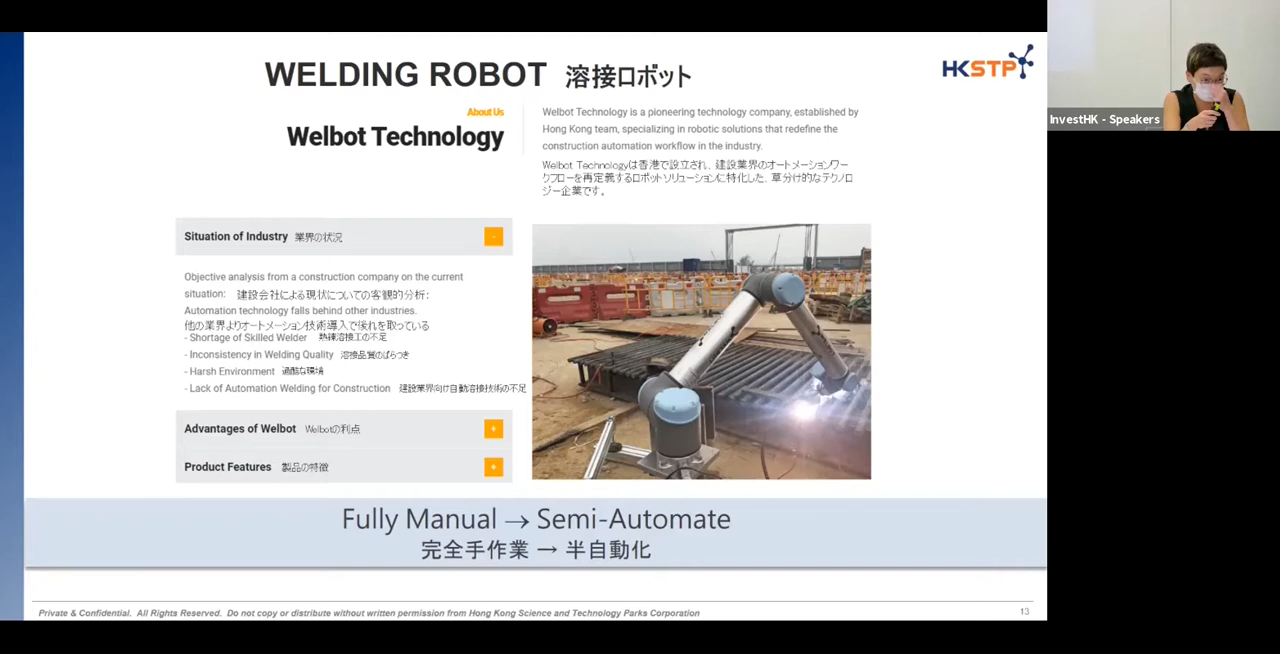 WELDING ROBOT 溶接ロボット
HKSTP
About Us
Welbot Technology
Welbot Technology is a pioneering technology company, established by
Hong Kong team, specializing in robotic solutions that redefine the
construction automation workflow in the industry.
Welbot Technologyは香港で設立され、建設業界のオートメーションワー
クフローを再定義するロボットソリューションに特化した、草分け的なテクノロ
ジー企業です。
Situation of Industry 業界の状況
-
Objective analysis from a construction company on the current
situation: 建設会社による現状についての客観的分析:
Automation technology falls behind other industries.
他の業界よりオートメーション技術導入で後れを取っている
- Shortage of Skilled Welder 熟練溶接工の不足
- Inconsistency in Welding Quality 溶接品質のばらつき
- Harsh Environment 過酷な環境
- Lack of Automation Welding for Construction 建設業界向け自動溶接技術の不足
Advantages of Welbot Welbotの利点
+
Product Features 製品の特徴
+
Fully Manual → Semi-Automate
完全手作業 → 半自動化
Private & Confidential. All Rights Reserved. Do not copy or distribute without written permission from Hong Kong Science and Technology Parks Corporation
13
InvestHK - Speakers